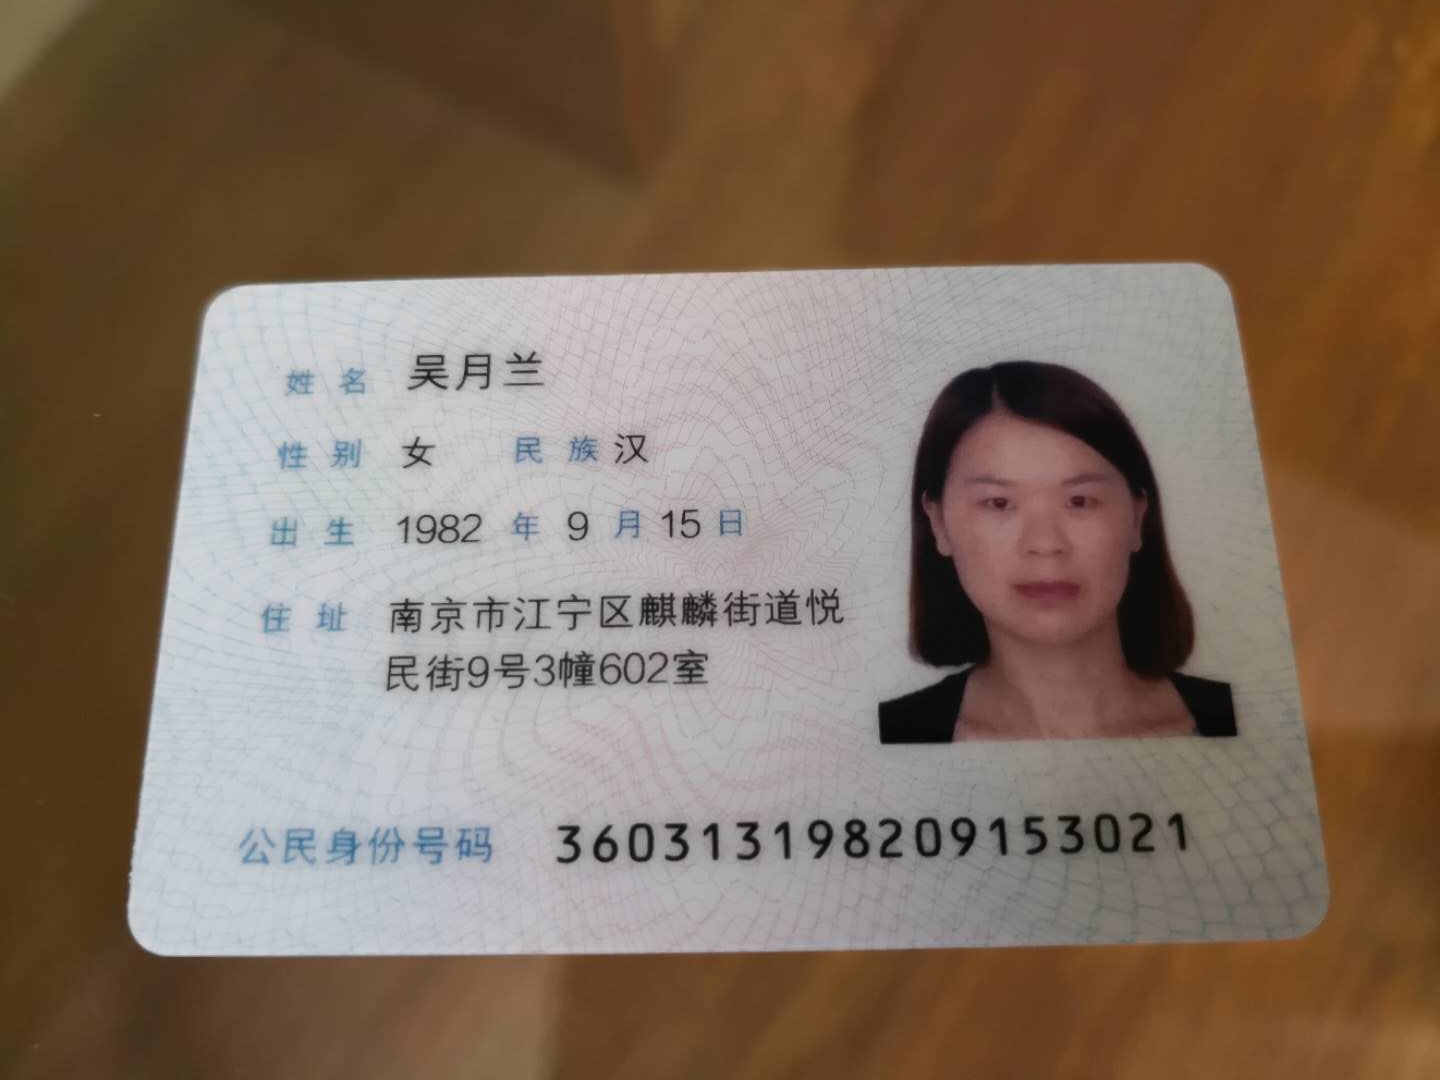 姓名 吴月兰
性别 女 民族 汉
出生 1982 年 9 月 15 日
住址 南京市江宁区麒麟街道悦
民街9号3幢602室
公民身份号码 360313198209153021